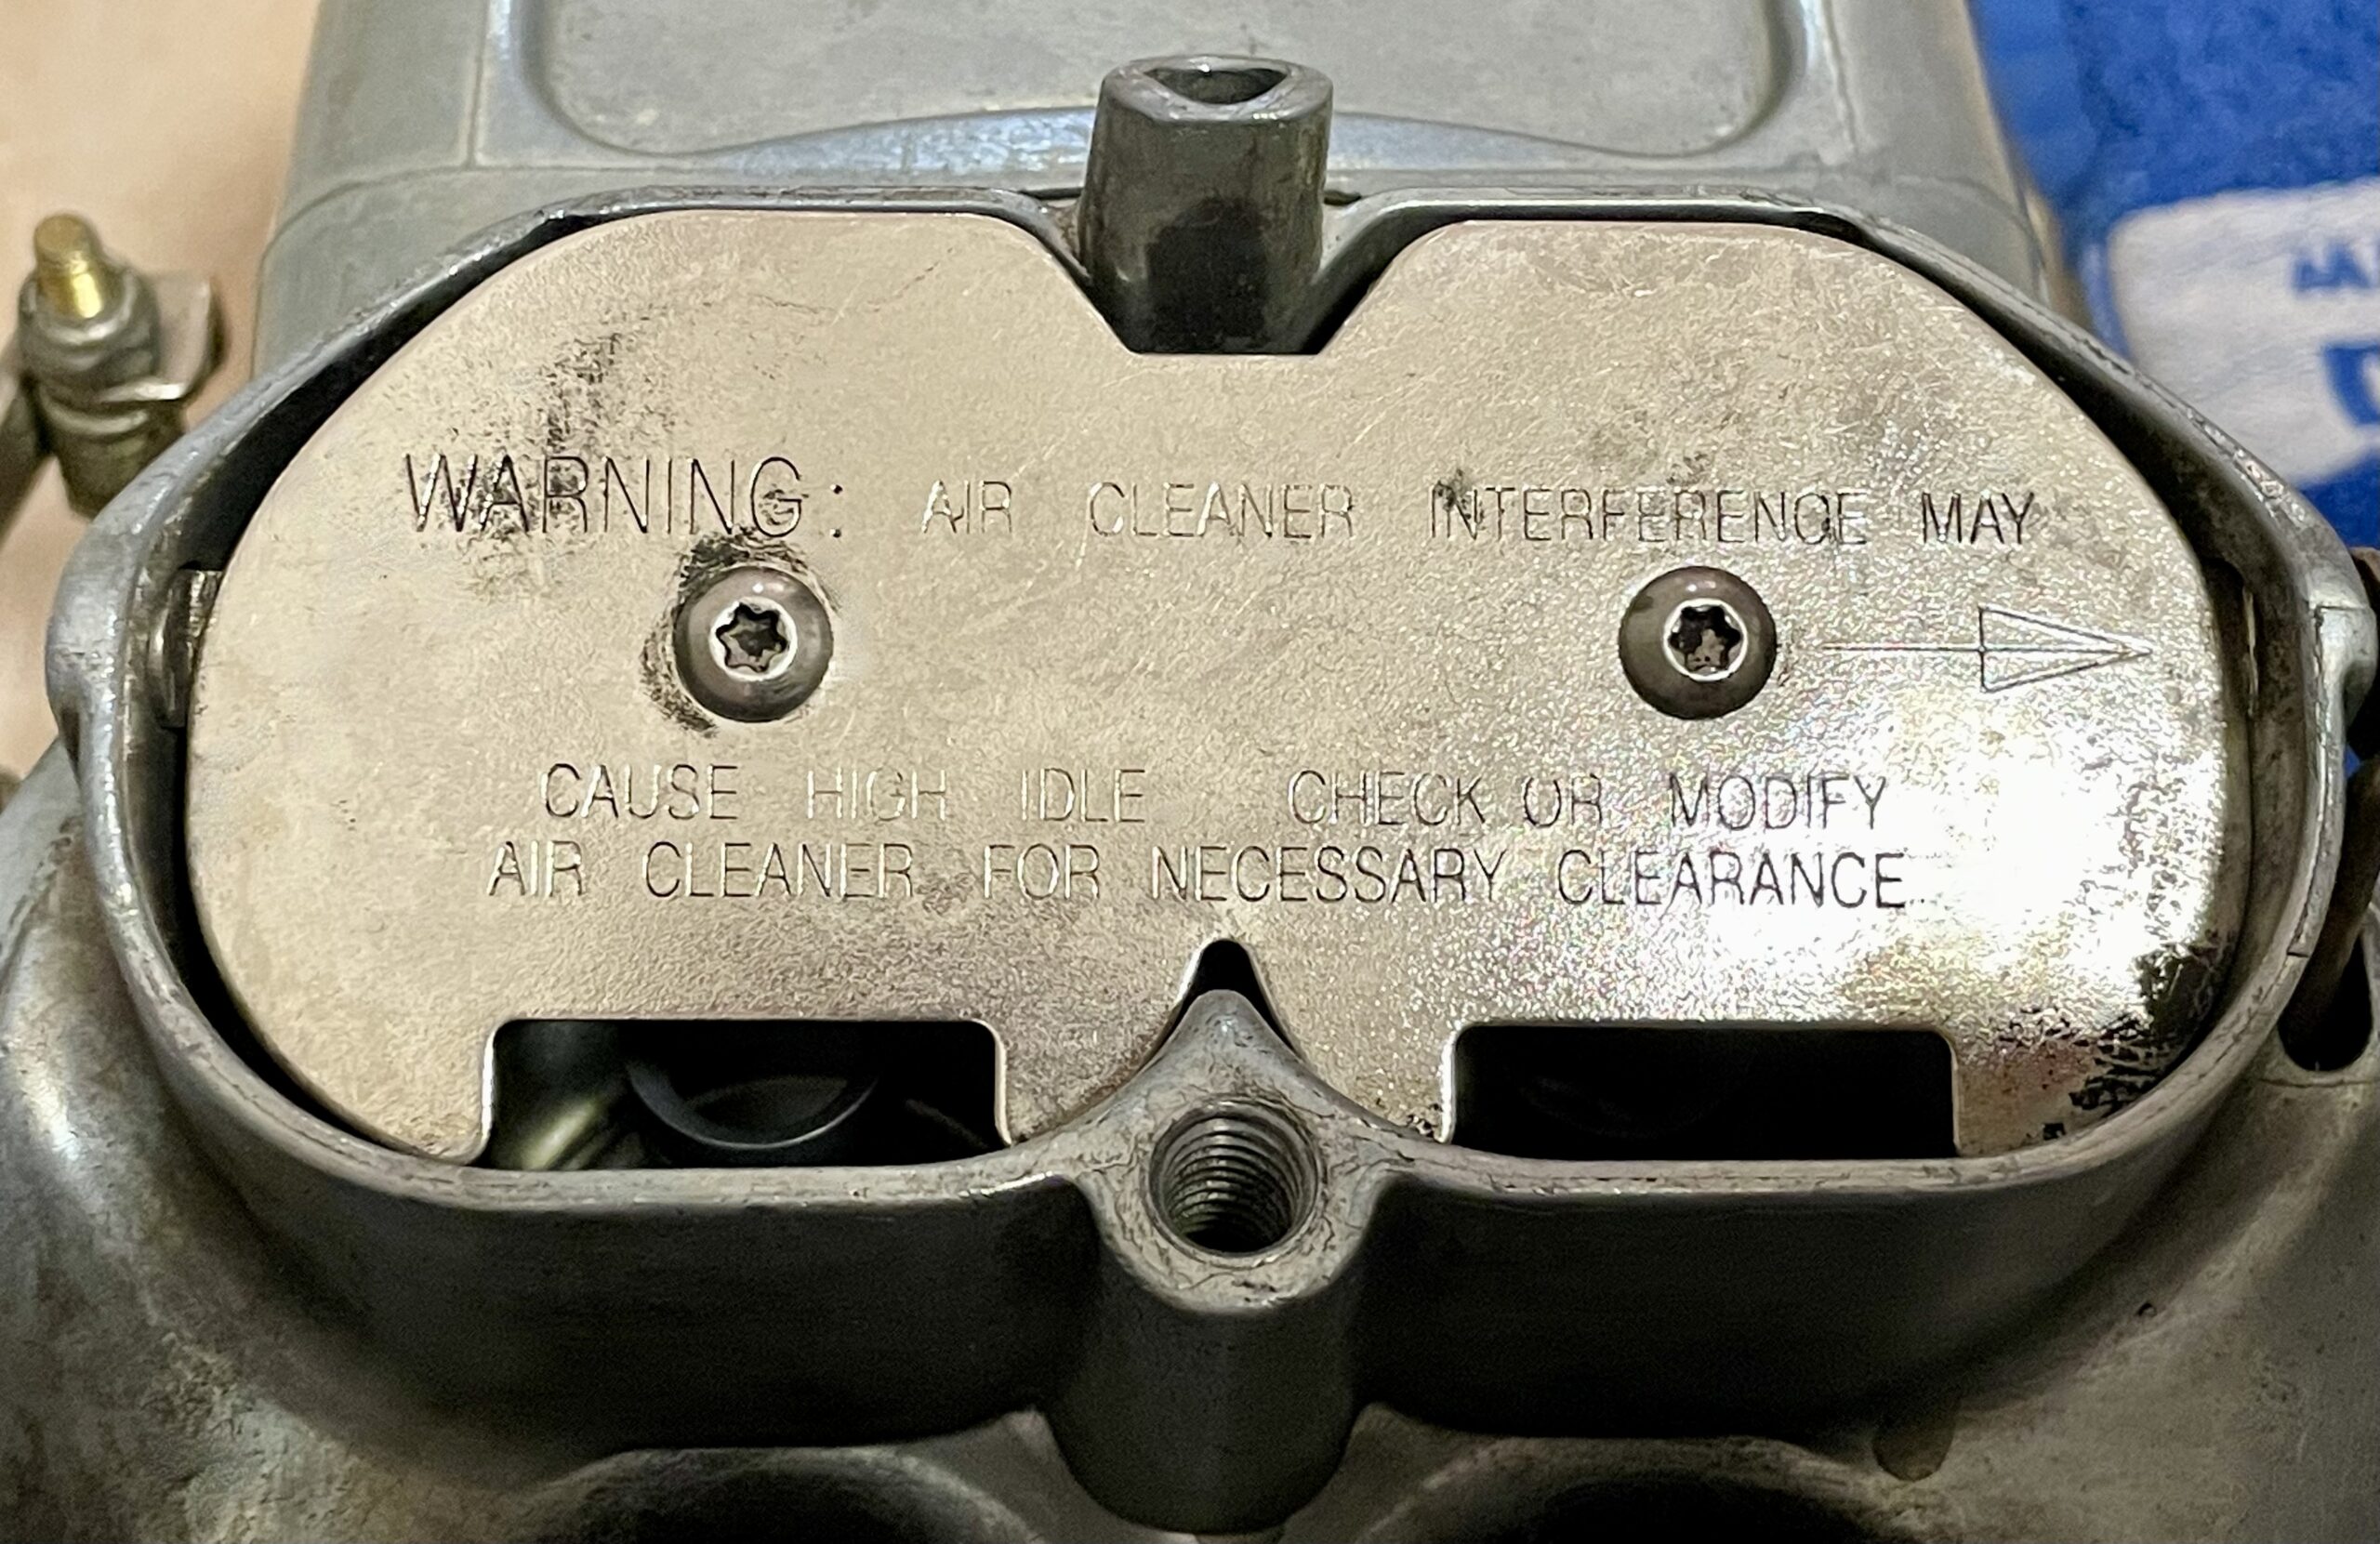 WARNING: AIR CLEANER INTERFERENCE MAY
CAUSE HIGH IDLE CHECK OR MODIFY
AIR CLEANER FOR NECESSARY CLEARANCE